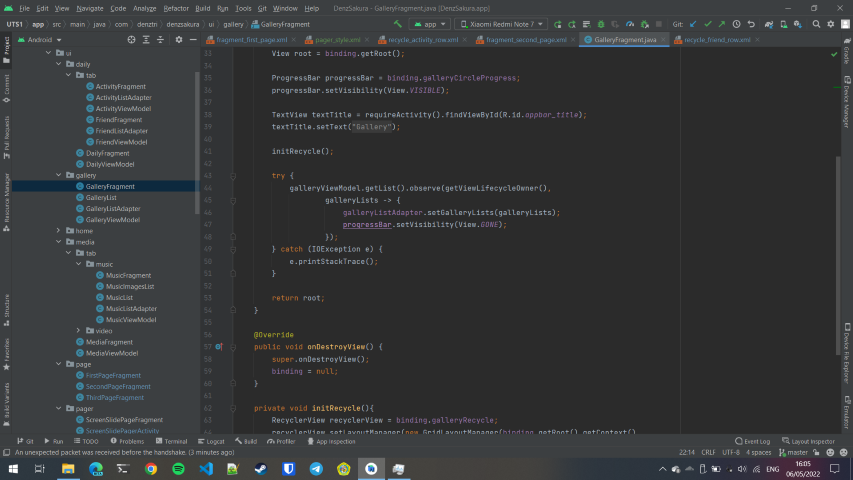 File Edit View Navigate Code Analyze Refactor Build Run Tools Git Window Help DenzSakura - GalleryFragment.java [DenzSakura.app]
UTS1 app src main java com denztri denzsakura ui gallery GalleryFragment app Xiaomi Redmi Note 7 Git:
Android fragment_first_page.xml pager_style.xml recycle_activity_row.xml fragment_second_page.xml GalleryFragment.java recycle_friend_row.xml
Project
Commit
Pull Requests
Resource Manager
Structure
Favorites
Build Variants
ui
daily
tab
ActivityFragment
ActivityListAdapter
ActivityViewModel
FriendFragment
FriendListAdapter
FriendViewModel
DailyFragment
DailyViewModel
gallery
GalleryFragment
GalleryList
GalleryListAdapter
GalleryViewModel
home
media
tab
music
MusicFragment
MusicImagesList
MusicList
MusicListAdapter
MusicViewModel
video
MediaFragment
MediaViewModel
page
FirstPageFragment
SecondPageFragment
ThirdPageFragment
pager
ScreenSlidePageFragment
ScreenSlidePagerActivity
33 View root = binding.getRoot();
34
35 ProgressBar progressBar = binding.galleryCircleProgress;
36 progressBar.setVisibility(View.VISIBLE);
37
38 TextView textTitle = requireActivity().findViewById(R.id.appbar_title);
39 textTitle.setText("Gallery");
40
41 initRecycle();
42
43 try {
44 galleryViewModel.getList().observe(getViewLifecycleOwner(),
45 galleryLists -> {
46 galleryListAdapter.setGalleryLists(galleryLists);
47 progressBar.setVisibility(View.GONE);
48 });
49 } catch (IOException e) {
50 e.printStackTrace();
51 }
52
53 return root;
54 }
55
56 @Override
57 public void onDestroyView() {
58 super.onDestroyView();
59 binding = null;
60 }
61
62 private void initRecycle(){
63 RecyclerView recyclerView = binding.galleryRecycle;
recyclerView.setLayoutManager(new GridLayoutManager(binding.getRoot().getContext()
Gradle
Device Manager
Device File Explorer
Emulator
Git Run TODO Problems Terminal Logcat Build Profiler App Inspection Event Log Layout Inspector
An unexpected packet was received before the handshake. (3 minutes ago) 22:14 CRLF UTF-8 4 spaces master
ENG 16:05
06/05/2022